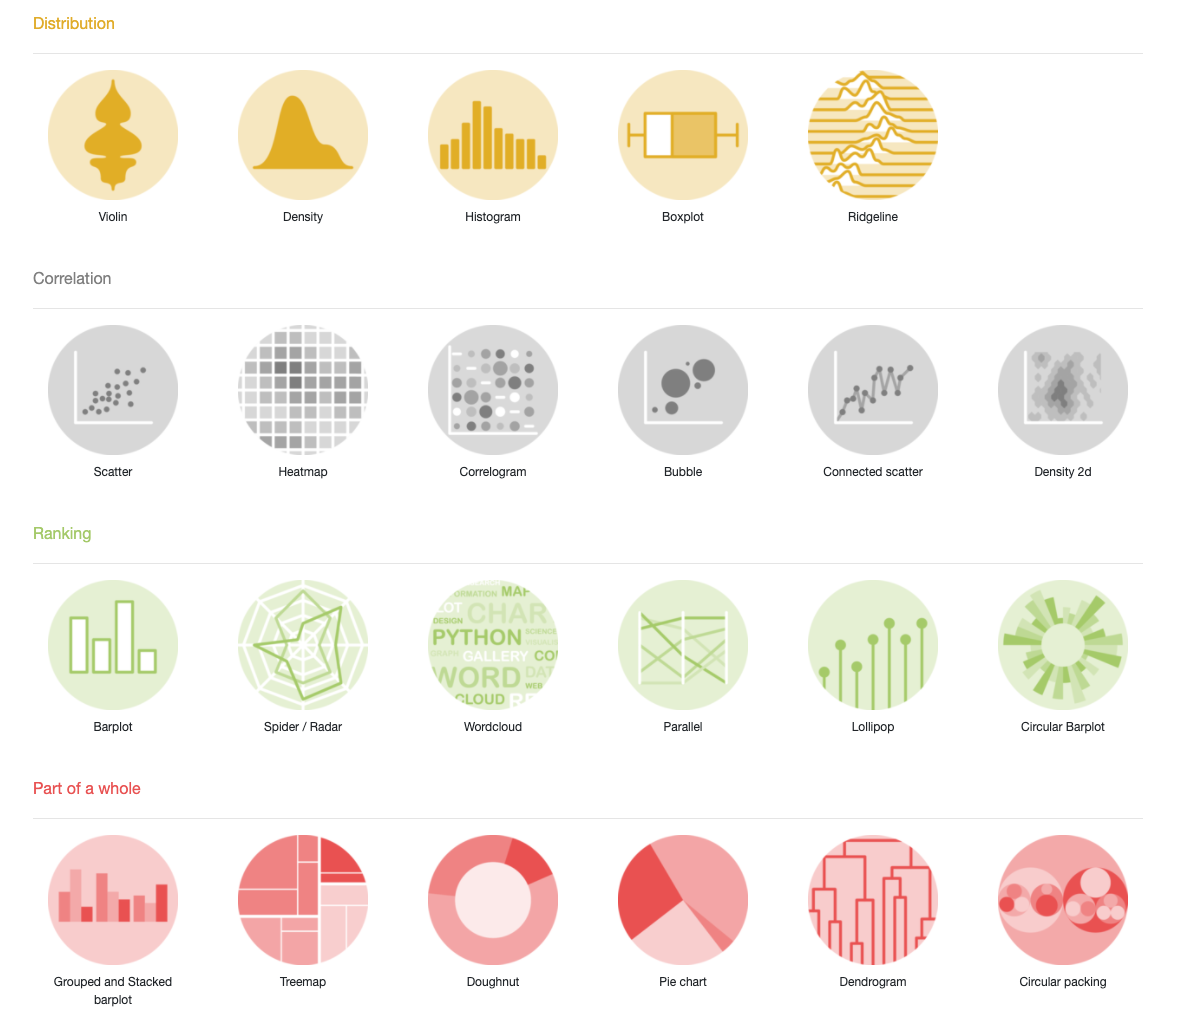 Distribution
Violin
Density
Histogram
Boxplot
Ridgeline
Correlation
Scatter
Heatmap
Correlogram
Bubble
Connected scatter
Density 2d
Ranking
MAP
ORMATION
LOT
CHAR
DESIGN
PYTHON
SCIENCE
GRAPH
GALLERY
COL
WORD
DAT
WEB
CLOUD
Barplot
Spider / Radar
Wordcloud
Parallel
Lollipop
Circular Barplot
Part of a whole
Grouped and Stacked
barplot
Treemap
Doughnut
Pie chart
Dendrogram
Circular packing